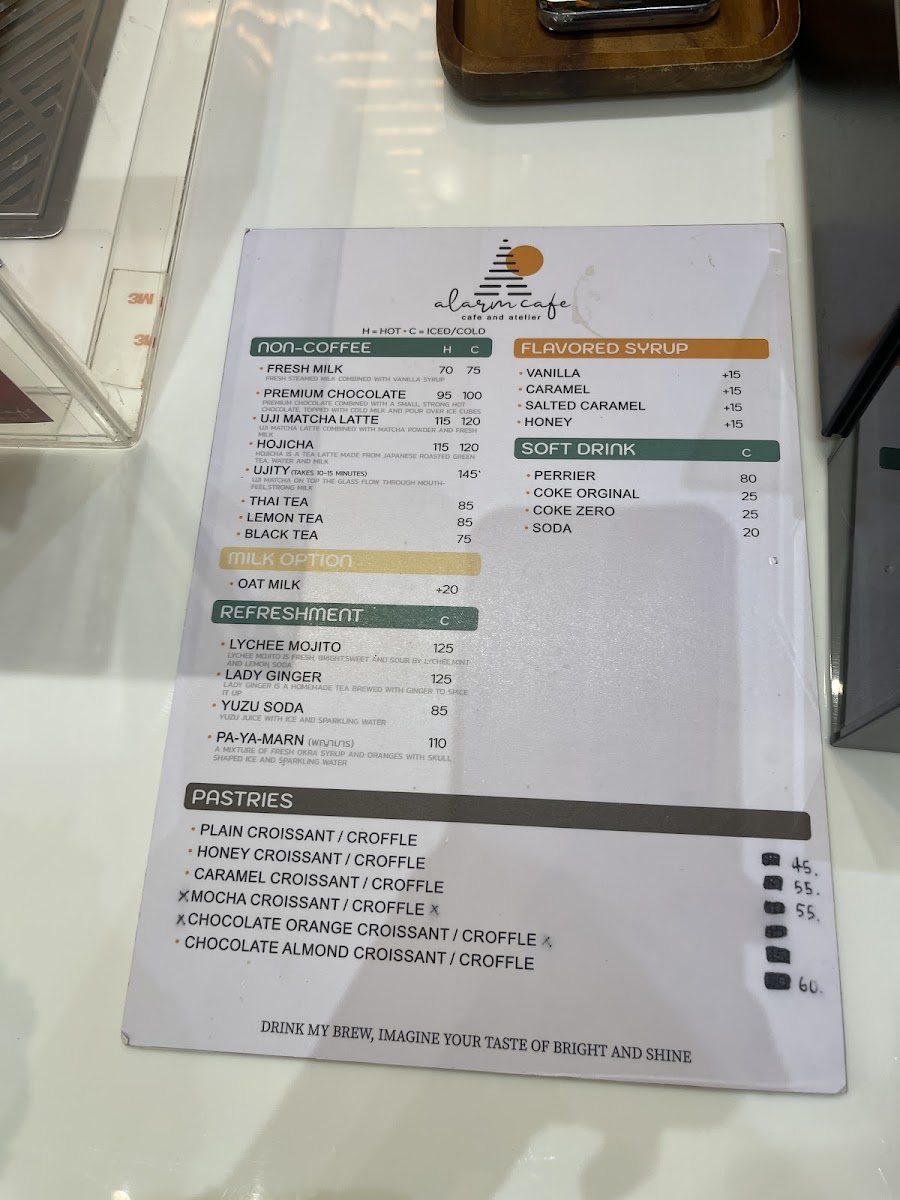 3M
3M
alarm cafe
cafe and atelier
H = HOT • C = ICED/COLD
NON-COFFEE H C
• FRESH MILK 70 75
FRESH STEAMED MILK COMBINED WITH VANILLA SYRUP
• PREMIUM CHOCOLATE 95 100
PREMIUM CHOCOLATE COMBINED WITH A SMALL, STRONG HOT
CHOCOLATE, TOPPED WITH COLD MILK AND POUR OVER ICE CUBES
• UJI MATCHA LATTE 115 120
UJI MATCHA LATTE COMBINED WITH MATCHA POWDER AND FRESH
MILK
• HOJICHA 115 120
HOJICHA IS A TEA LATTE MADE FROM JAPANESE ROASTED GREEN
TEA, WATER AND MILK
• UJITY (TAKES 10-15 MINUTES) 145
UJI MATCHA ON TOP THE GLASS FLOW THROUGH MOUTH-
FEEL,STRONG MILK
• THAI TEA 85
• LEMON TEA 85
• BLACK TEA 75
MILK OPTION
• OAT MILK +20
REFRESHMENT C
• LYCHEE MOJITO 125
LYCHEE MOJITO IS FRESH, BRIGHT,SWEET AND SOUR BY LYCHEE,MINT
AND LEMON SODA
• LADY GINGER 125
LADY GINGER IS A HOMEMADE TEA BREWED WITH GINGER TO SPICE
IT UP
• YUZU SODA 85
YUZU JUICE WITH ICE AND SPARKLING WATER
• PA-YA-MARN (พญามาร) 110
A MIXTURE OF FRESH OKRA SYRUP AND ORANGES WITH SKULL
SHAPED ICE AND SPARKLING WATER
FLAVORED SYRUP
• VANILLA +15
• CARAMEL +15
• SALTED CARAMEL +15
• HONEY +15
SOFT DRINK C
• PERRIER 80
• COKE ORGINAL 25
• COKE ZERO 25
• SODA 20
PASTRIES
• PLAIN CROISSANT / CROFFLE 45.
• HONEY CROISSANT / CROFFLE 55.
• CARAMEL CROISSANT / CROFFLE 55.
x MOCHA CROISSANT / CROFFLE x
x CHOCOLATE ORANGE CROISSANT / CROFFLE x
• CHOCOLATE ALMOND CROISSANT / CROFFLE 60.
DRINK MY BREW, IMAGINE YOUR TASTE OF BRIGHT AND SHINE